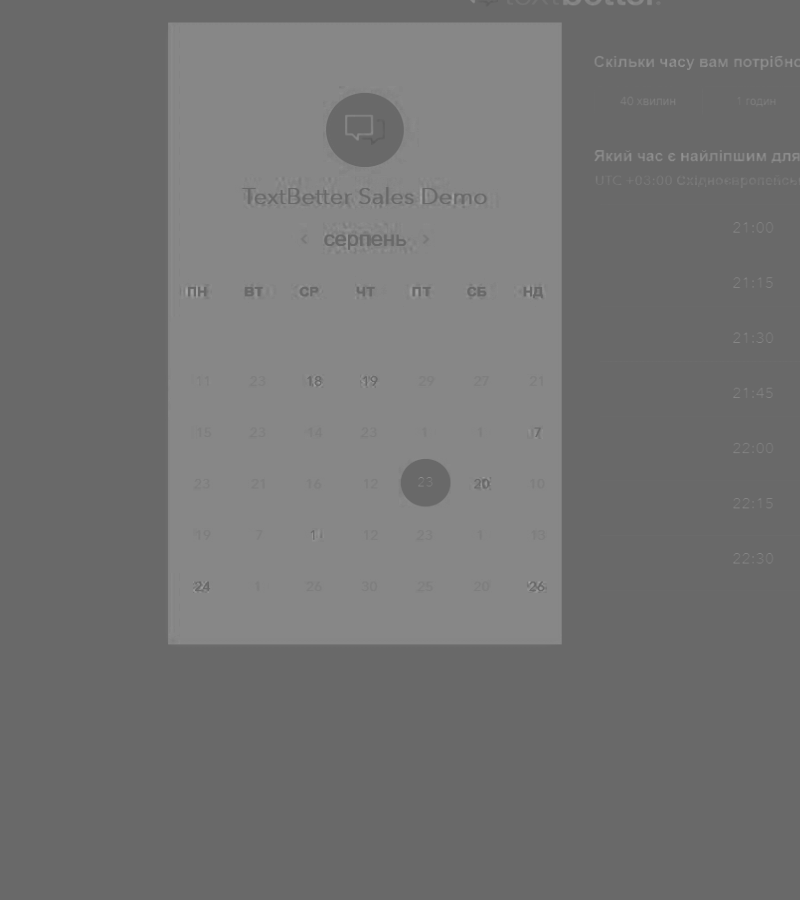 textbetter.
TextBetter Sales Demo
‹ серпень ›
ПН ВТ СР ЧТ ПТ СБ НД
11 23 18 19 29 27 21
15 23 14 23 1 1 7
23 21 16 12 23 20 10
19 7 1 12 23 1 13
24 1 26 30 25 20 26
Скільки часу вам потрібно
40 хвилин 1 годин
Який час є найліпшим для
UTC +03:00 Східноєвропейсь
21:00
21:15
21:30
21:45
22:00
22:15
22:30